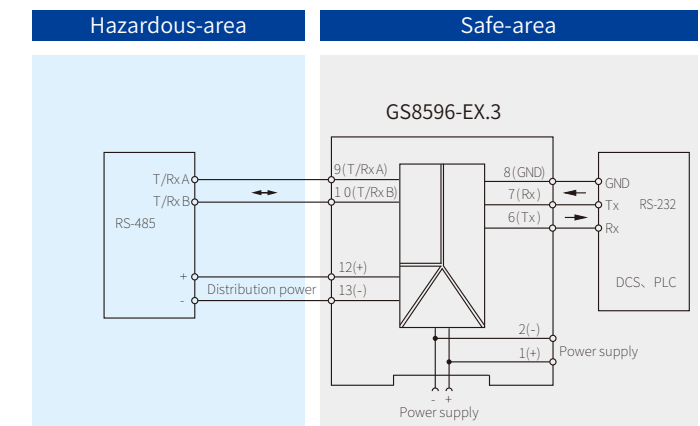 Hazardous-area
Safe-area
GS8596-EX.3
T/RxA
T/RxB
RS-485
+
-
Distribution power
9(T/RxA)
10(T/RxB)
12(+)
13(-)
8(GND)
7(Rx)
6(Tx)
GND
Tx
RS-232
Rx
DCS、PLC
2(-)
1(+)
Power supply
- +
Power supply